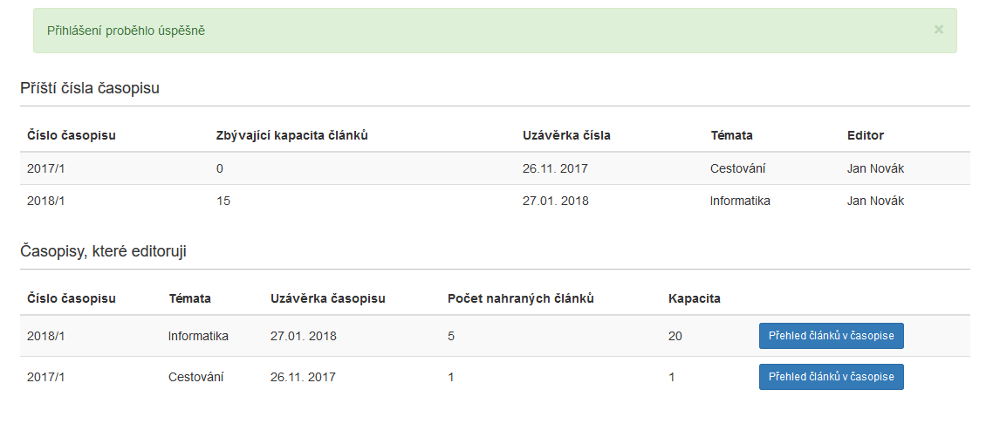 Přihlášení proběhlo úspěšně ×
Příští čísla časopisu
Číslo časopisu Zbývající kapacita článků Uzávěrka čísla Témata Editor
2017/1 0 26.11. 2017 Cestování Jan Novák
2018/1 15 27.01. 2018 Informatika Jan Novák
Časopisy, které editoruji
Číslo časopisu Témata Uzávěrka časopisu Počet nahraných článků Kapacita
2018/1 Informatika 27.01. 2018 5 20 Přehled článků v časopise
2017/1 Cestování 26.11. 2017 1 1 Přehled článků v časopise